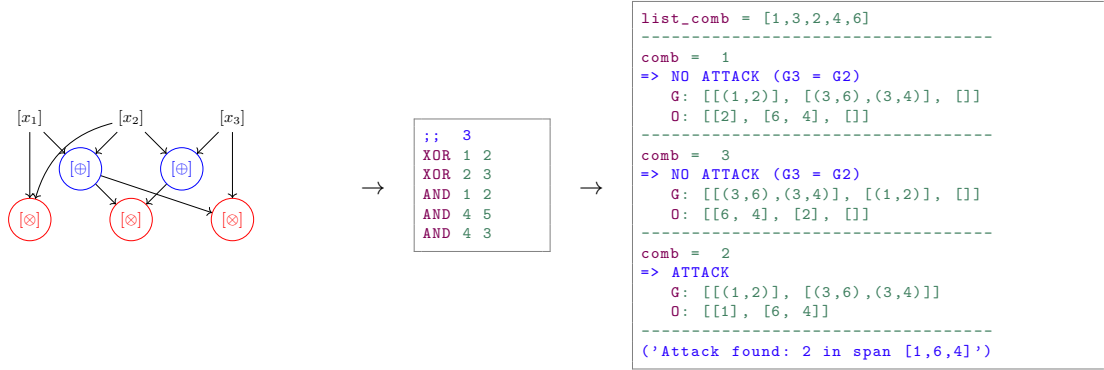 [x₁] [x₂] [x₃]
[⊕] [⊕]
[⊗] [⊗] [⊗]
→
;; 3
XOR 1 2
XOR 2 3
AND 1 2
AND 4 5
AND 4 3
→
list_comb = [1,3,2,4,6]
-----------------------------------
comb =  1
=> NO ATTACK (G3 = G2)
   G: [[(1,2)], [(3,6),(3,4)], []]
   O: [[2], [6, 4], []]
-----------------------------------
comb =  3
=> NO ATTACK (G3 = G2)
   G: [[(3,6),(3,4)], [(1,2)], []]
   O: [[6, 4], [2], []]
-----------------------------------
comb =  2
=> ATTACK
   G: [[(1,2)], [(3,6),(3,4)]]
   O: [[1], [6, 4]]
-----------------------------------
('Attack found: 2 in span [1,6,4]')